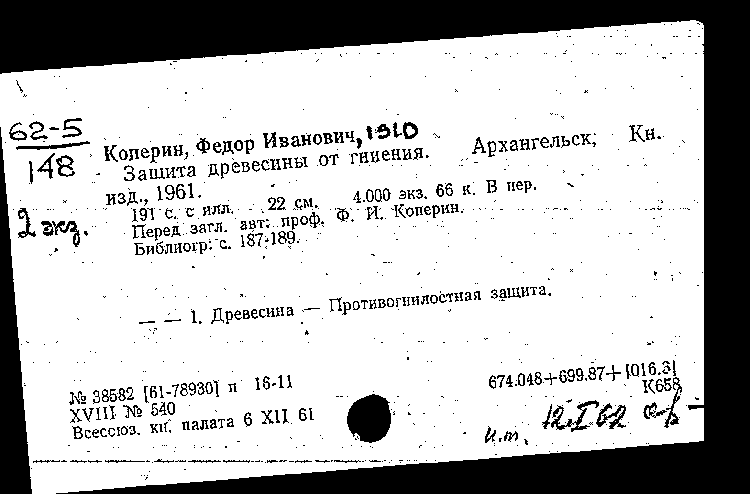 62-5
148
2 экз.
Коперин, Федор Иванович, 1910
Защита древесины от гниения. Архангельск, Кн.
изд., 1961.
191 с. с илл. 22 см. 4.000 экз. 66 к. В пер.
Перед загл. авт: проф. Ф. И. Коперин.
Библиогр: с. 187-189.
— — 1. Древесина — Противогнилостная защита.
№ 38582 [61-78930] п 16-11
XVIII № 540
Всесоюз. кн. палата 6 XII 61
674.048+699.87+[016.3]
К658
и.т. 12.I 62